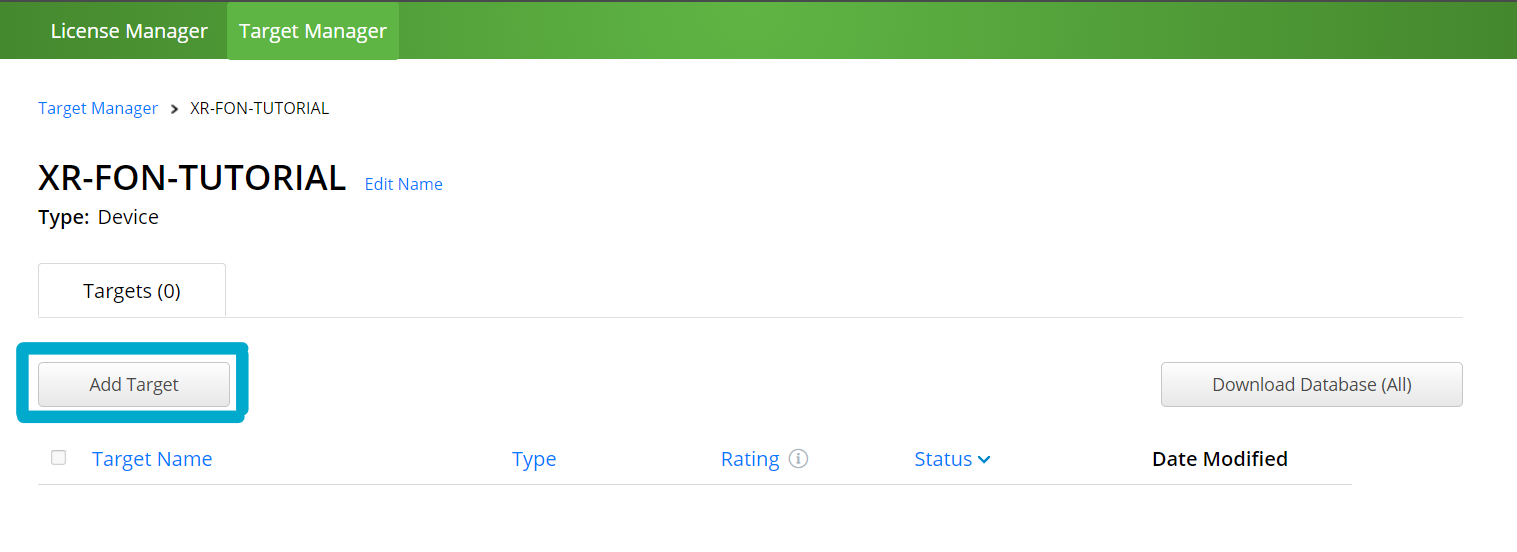 License Manager Target Manager
Target Manager > XR-FON-TUTORIAL
XR-FON-TUTORIAL Edit Name
Type: Device
Targets (0)
Add Target Download Database (All)
Target Name Type Rating Status Date Modified